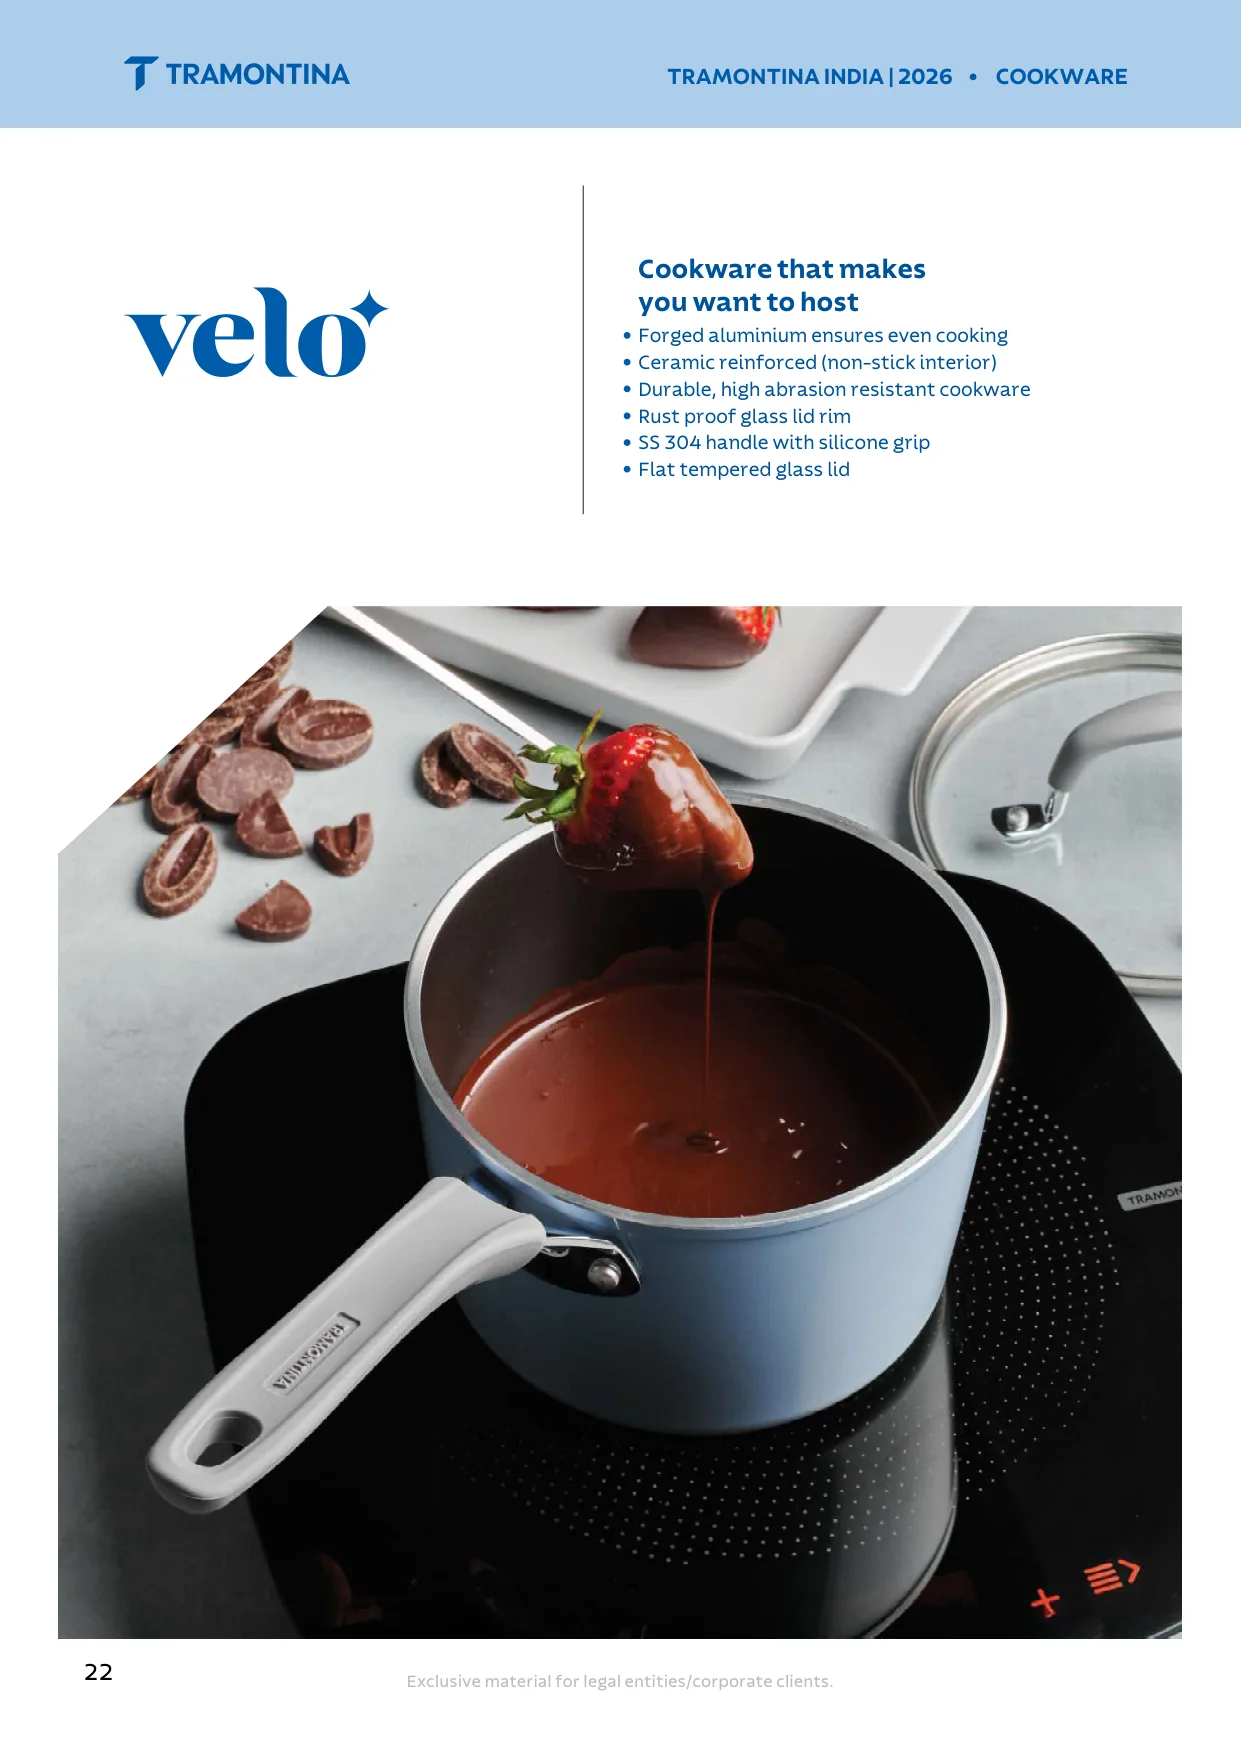 TRAMONTINA
TRAMONTINA INDIA | 2026 • COOKWARE
velo
Cookware that makes
you want to host
• Forged aluminium ensures even cooking
• Ceramic reinforced (non-stick interior)
• Durable, high abrasion resistant cookware
• Rust proof glass lid rim
• SS 304 handle with silicone grip
• Flat tempered glass lid
TRAMON
TRAMONTINA
22
Exclusive material for legal entities/corporate clients.